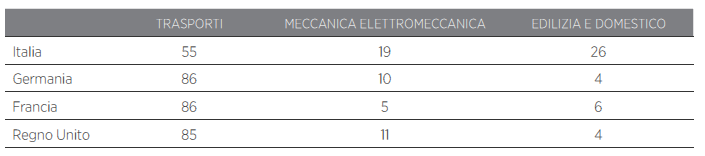 TRASPORTI MECCANICA ELETTROMECCANICA EDILIZIA E DOMESTICO
Italia 55 19 26
Germania 86 10 4
Francia 86 5 6
Regno Unito 85 11 4